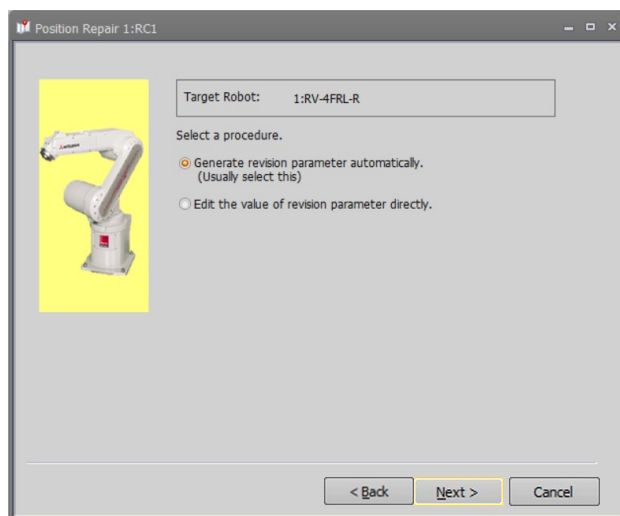 Position Repair 1:RC1
Target Robot: 1:RV-4FRL-R
Select a procedure.
Generate revision parameter automatically.
(Usually select this)
Edit the value of revision parameter directly.
< Back Next > Cancel